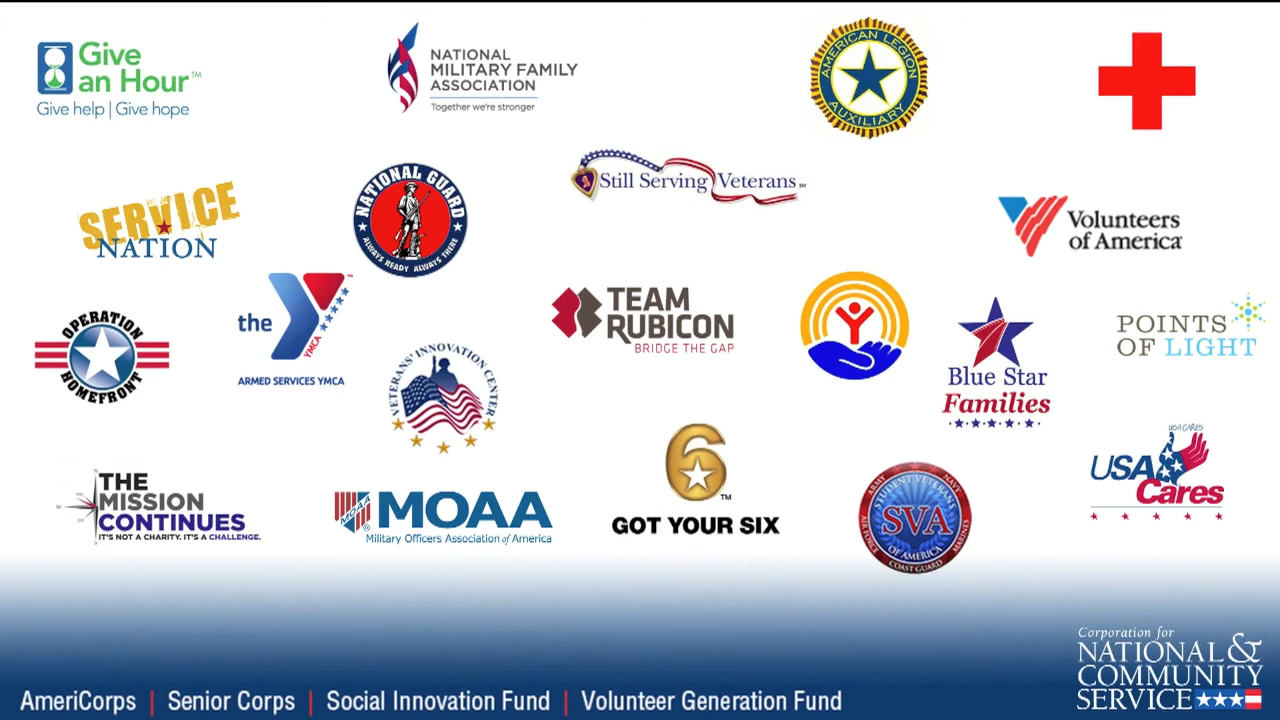 Give
an Hour™
Give help | Give hope
NATIONAL
MILITARY FAMILY
ASSOCIATION
Together we're stronger
AMERICAN LEGION
AUXILIARY
Still Serving Veterans℠
SERVICE
NATION
NATIONAL GUARD
ALWAYS READY ALWAYS THERE
Volunteers
of America
OPERATION
HOMEFRONT
the
YMCA
ARMED SERVICES YMCA
VETERANS' INNOVATION CENTER
TEAM
RUBICON
BRIDGE THE GAP
Blue Star
Families
POINTS
OF LIGHT
THE
MISSION
CONTINUES
IT'S NOT A CHARITY. IT'S A CHALLENGE.
MOAA
MOAA
Military Officers Association of America
6™
GOT YOUR SIX
ARMY
NAVY
STUDENT VETERANS
AIR FORCE
SVA
MARINES
OF AMERICA
COAST GUARD
USA CARES
USA
Cares
Corporation for
NATIONAL &
COMMUNITY
SERVICE
AmeriCorps | Senior Corps | Social Innovation Fund | Volunteer Generation Fund